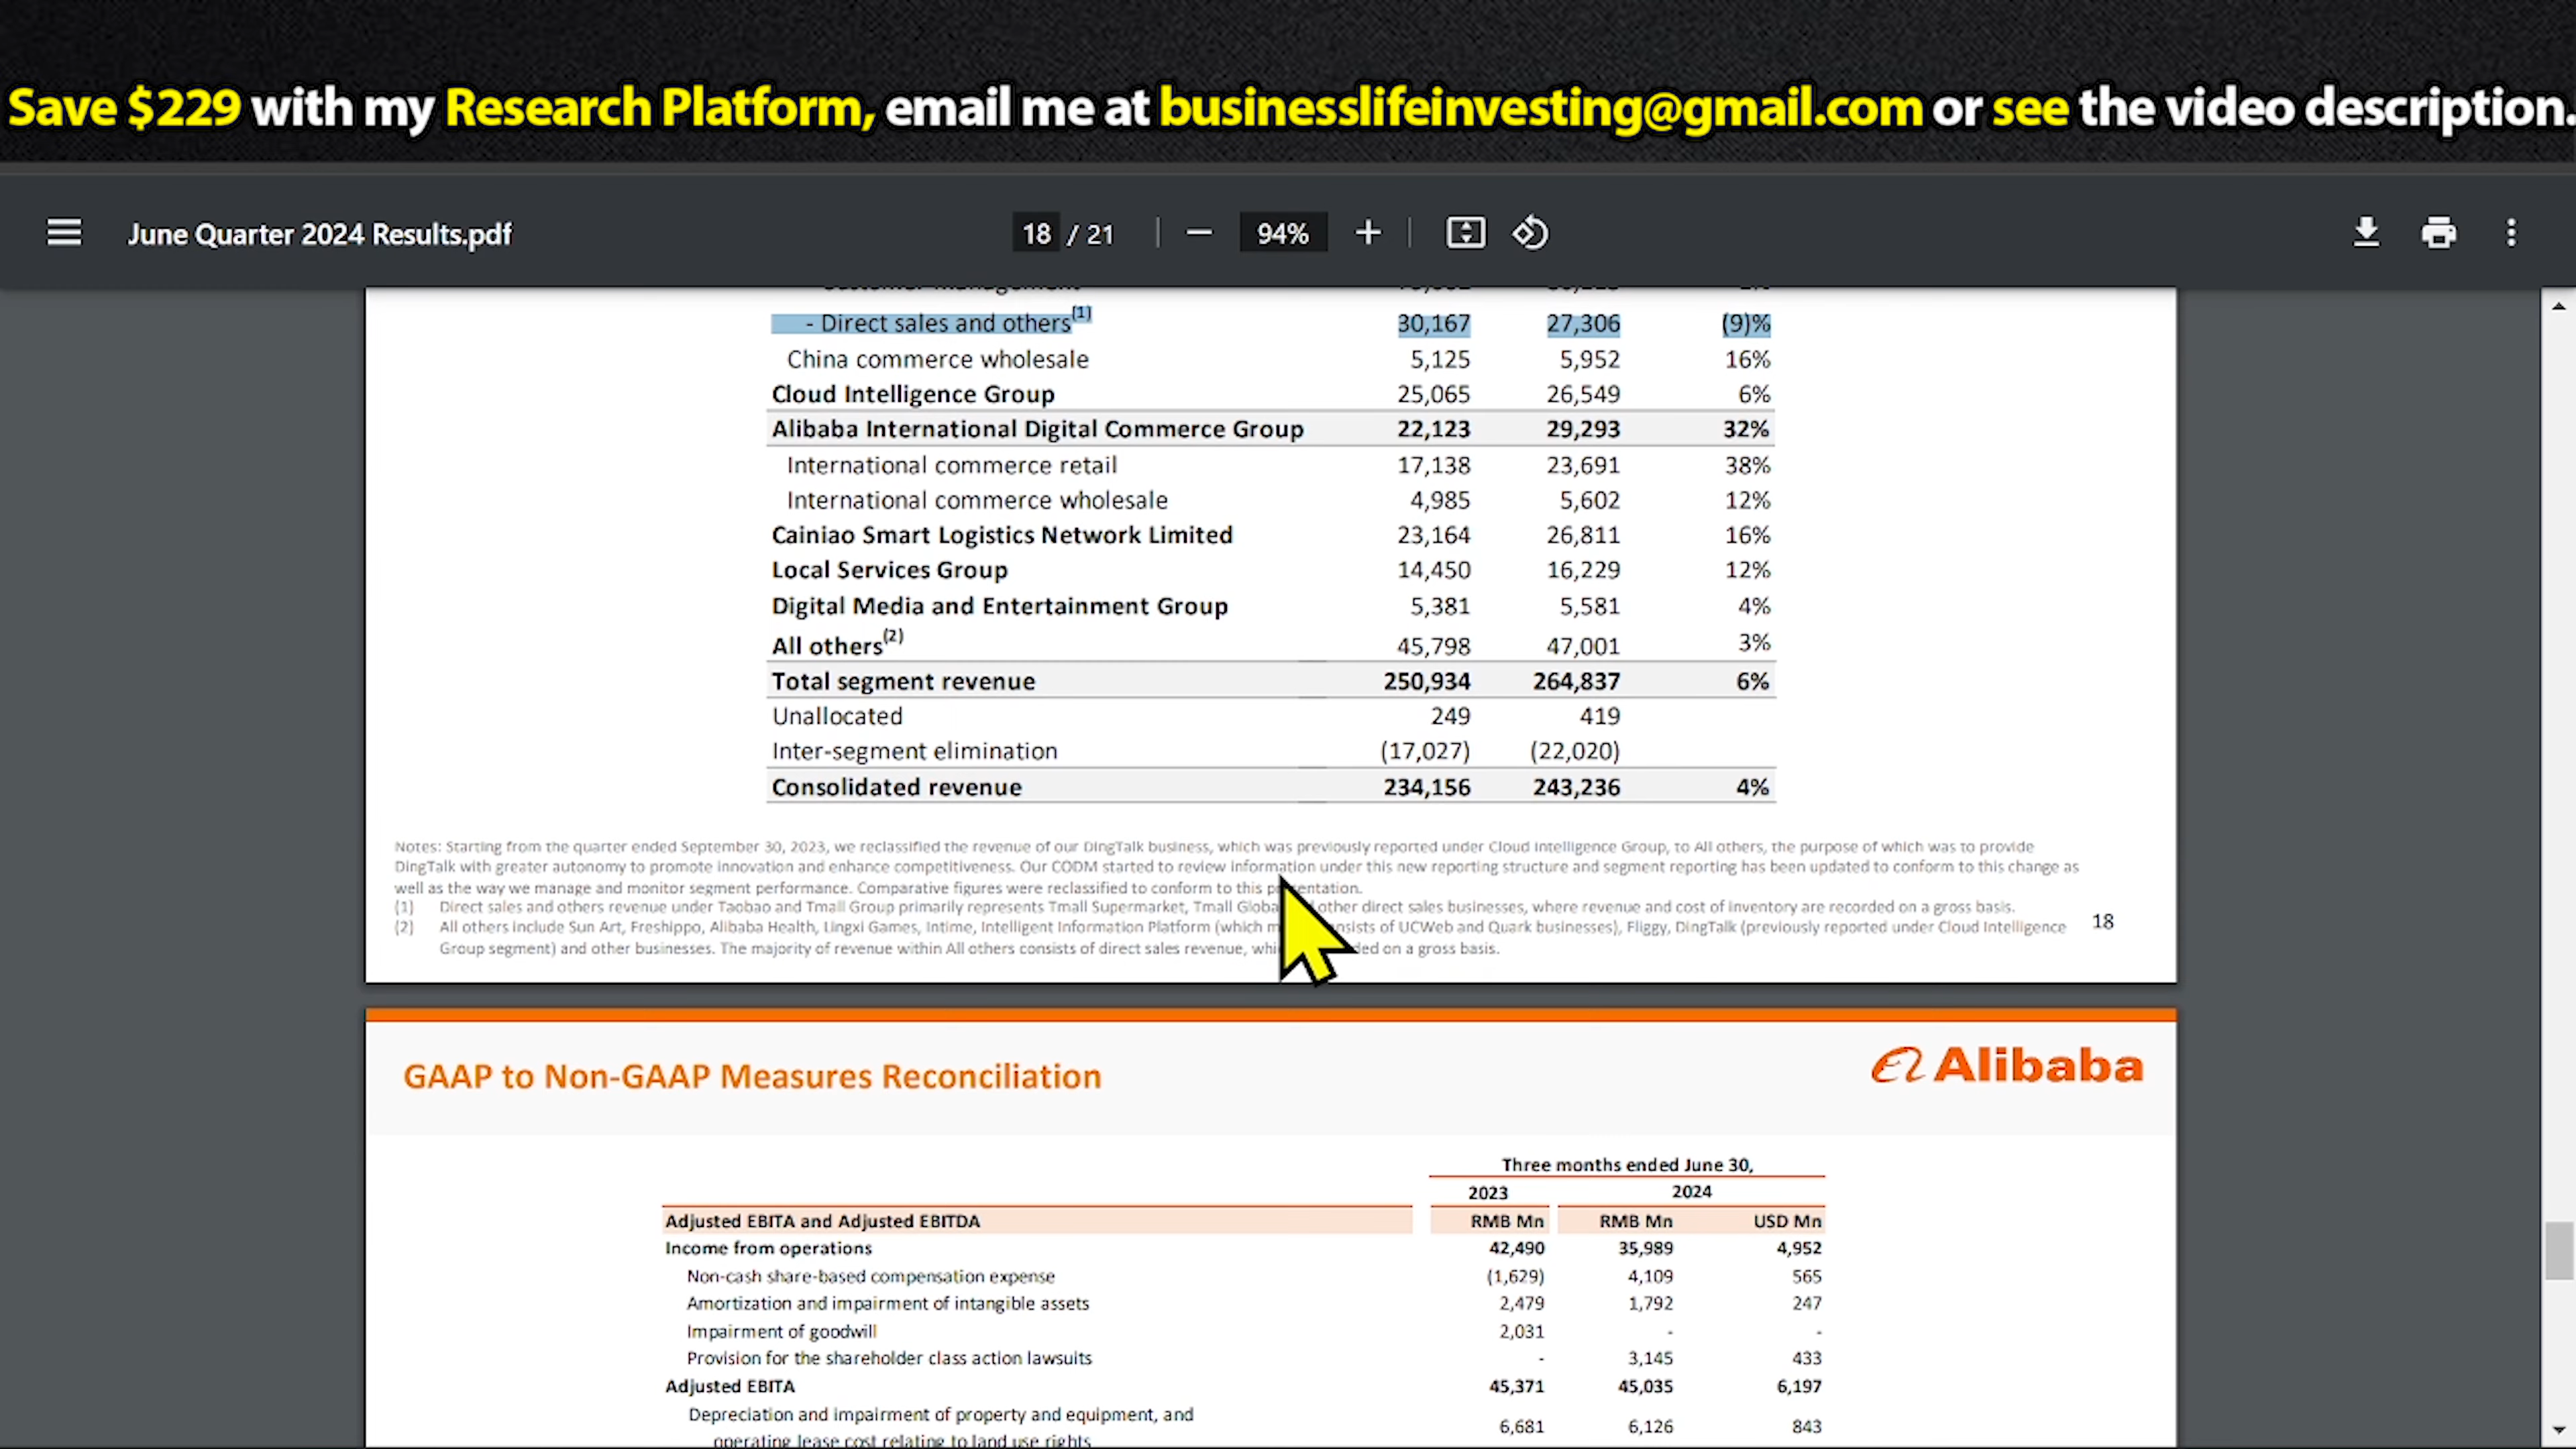 Save $229 with my Research Platform, email me at businesslifeinvesting@gmail.com or see the video description.
June Quarter 2024 Results.pdf 18 / 21 94%
- Direct sales and others(1) 30,167 27,306 (9)%
China commerce wholesale 5,125 5,952 16%
Cloud Intelligence Group 25,065 26,549 6%
Alibaba International Digital Commerce Group 22,123 29,293 32%
International commerce retail 17,138 23,691 38%
International commerce wholesale 4,985 5,602 12%
Cainiao Smart Logistics Network Limited 23,164 26,811 16%
Local Services Group 14,450 16,229 12%
Digital Media and Entertainment Group 5,381 5,581 4%
All others(2) 45,798 47,001 3%
Total segment revenue 250,934 264,837 6%
Unallocated 249 419
Inter-segment elimination (17,027) (22,020)
Consolidated revenue 234,156 243,236 4%
Notes: Starting from the quarter ended September 30, 2023, we reclassified the revenue of our DingTalk business, which was previously reported under Cloud Intelligence Group, to All others, the purpose of which was to provide
DingTalk with greater autonomy to promote innovation and enhance competitiveness. Our CODM started to review information under this new reporting structure and segment reporting has been updated to conform to this change as
well as the way we manage and monitor segment performance. Comparative figures were reclassified to conform to this presentation.
(1) Direct sales and others revenue under Taobao and Tmall Group primarily represents Tmall Supermarket, Tmall Global other direct sales businesses, where revenue and cost of inventory are recorded on a gross basis.
(2) All others include Sun Art, Freshippo, Alibaba Health, Lingxi Games, Intime, Intelligent Information Platform (which of UCWeb and Quark businesses), Fliggy, DingTalk (previously reported under Cloud Intelligence
Group segment) and other businesses. The majority of revenue within All others consists of direct sales revenue, on a gross basis.
18
GAAP to Non-GAAP Measures Reconciliation
Alibaba
Three months ended June 30,
2023 2024
Adjusted EBITA and Adjusted EBITDA RMB Mn RMB Mn USD Mn
Income from operations 42,490 35,989 4,952
Non-cash share-based compensation expense (1,629) 4,109 565
Amortization and impairment of intangible assets 2,479 1,792 247
Impairment of goodwill 2,031 - -
Provision for the shareholder class action lawsuits - 3,145 433
Adjusted EBITA 45,371 45,035 6,197
Depreciation and impairment of property and equipment, and 6,681 6,126 843
operating lease cost relating to land use rights